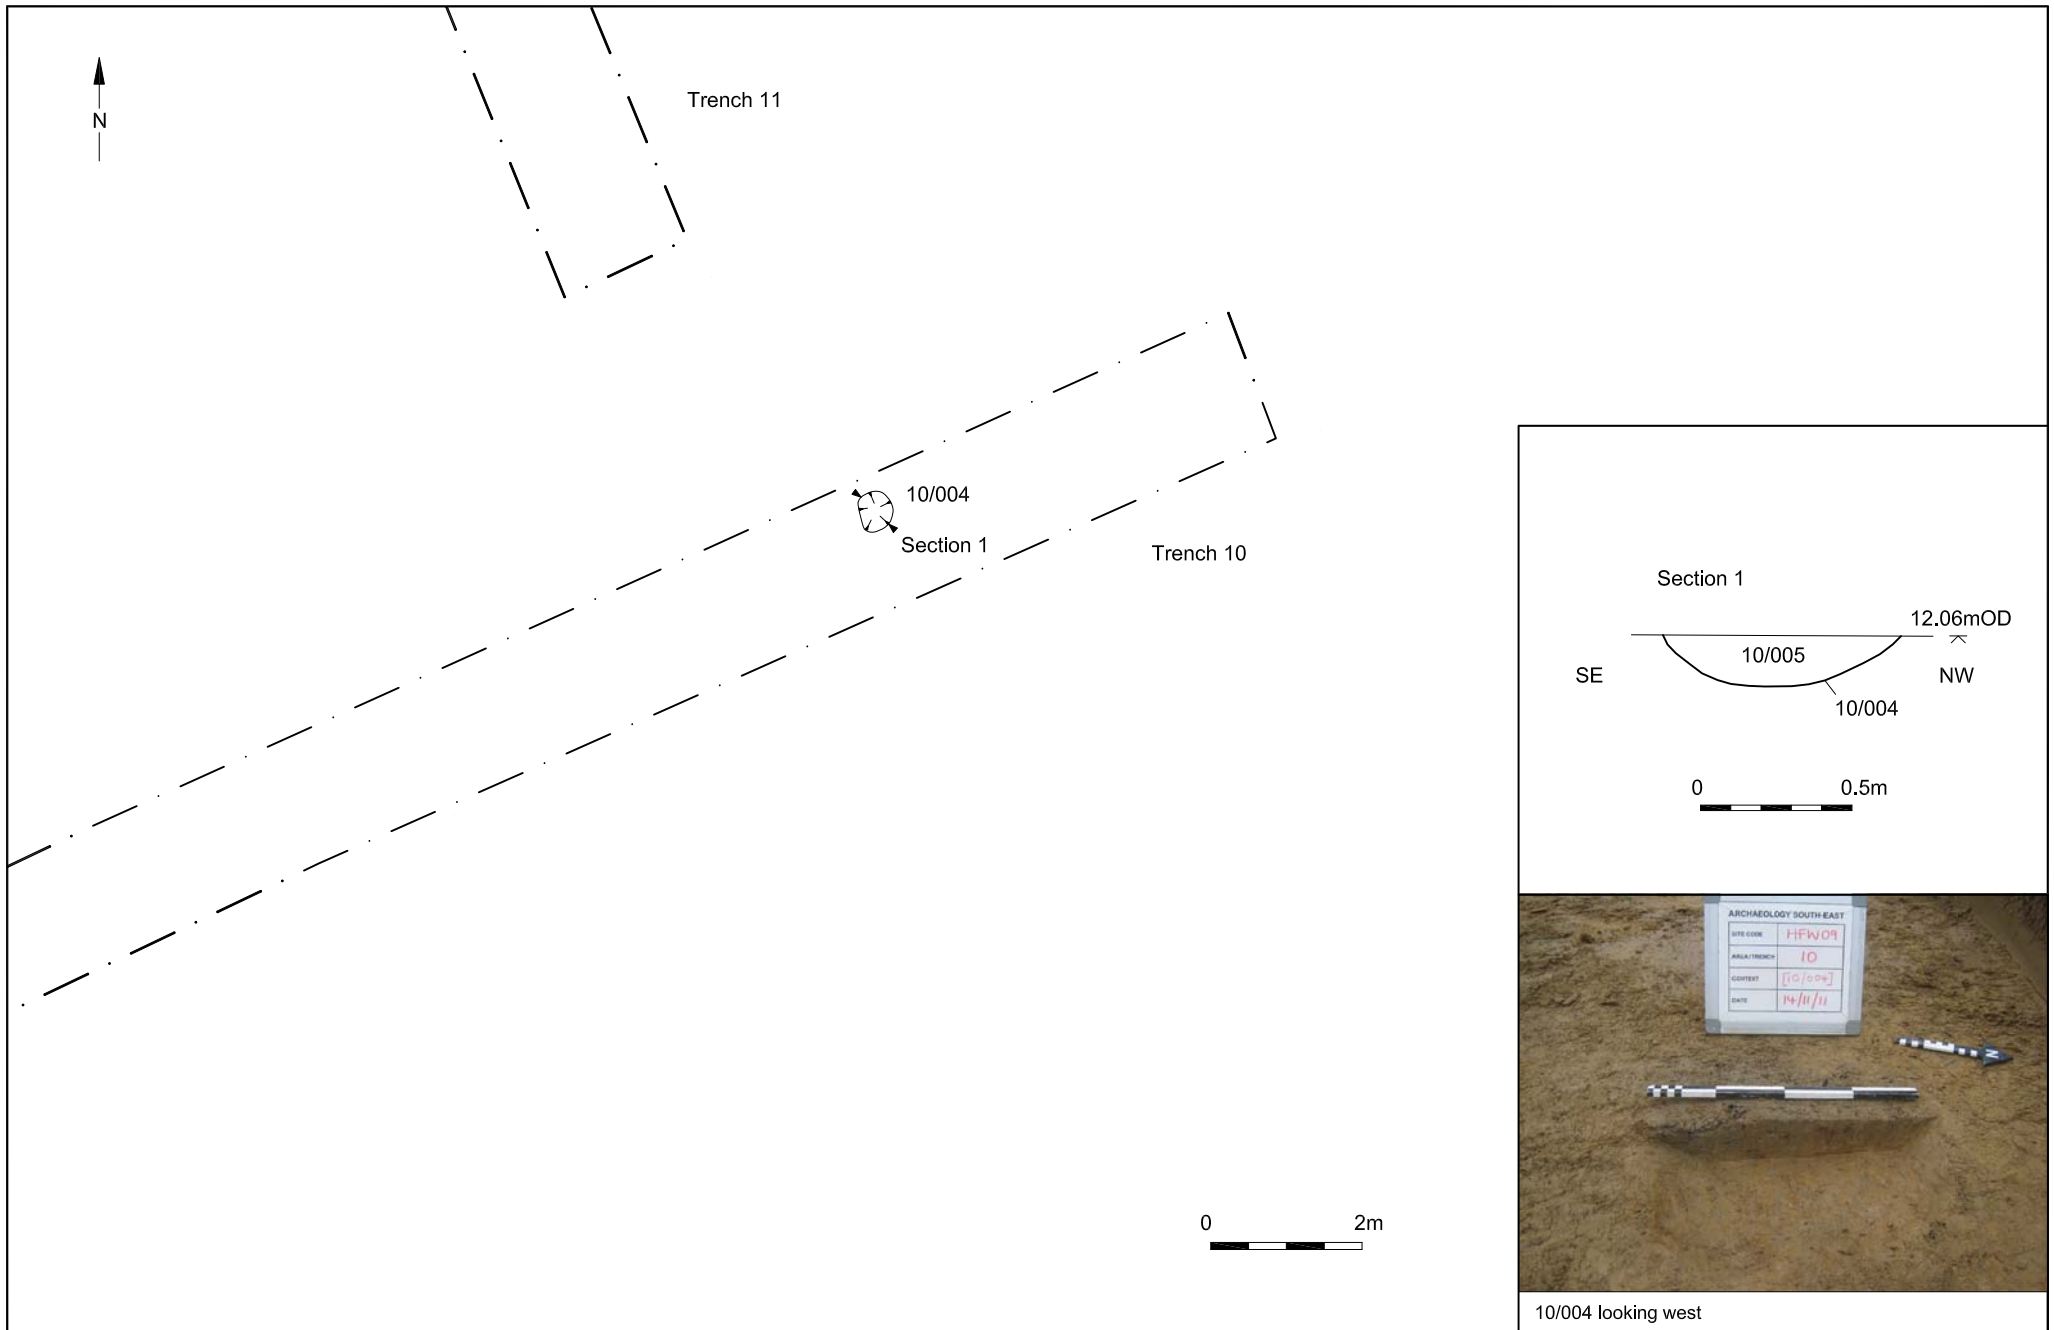 N
Trench 11
10/004
Section 1
Trench 10
0 2m
Section 1
12.06mOD
10/005
SE
NW
10/004
0 0.5m
ARCHAEOLOGY SOUTH-EAST
SITE CODE HFW09
AREA/TRENCH 10
CONTEXT [10/004]
DATE 14/11/11
N
10/004 looking west